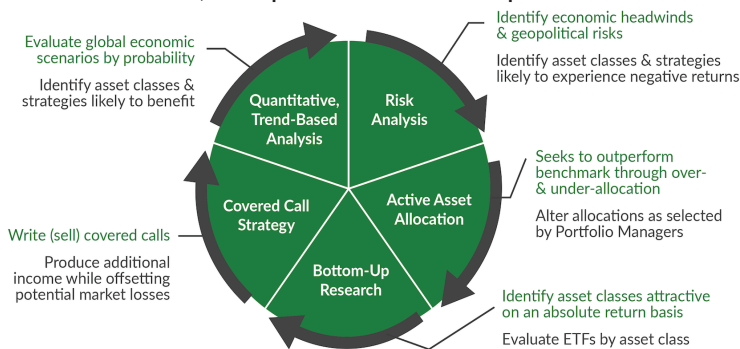 Evaluate global economic
scenarios by probability
Identify asset classes &
strategies likely to benefit
Identify economic headwinds
& geopolitical risks
Identify asset classes & strategies
likely to experience negative returns
Quantitative,
Trend-Based
Analysis
Risk
Analysis
Seeks to outperform
benchmark through over-
& under-allocation
Alter allocations as selected
by Portfolio Managers
Active Asset
Allocation
Covered Call
Strategy
Write (sell) covered calls
Produce additional
income while offsetting
potential market losses
Bottom-Up
Research
Identify asset classes attractive
on an absolute return basis
Evaluate ETFs by asset class